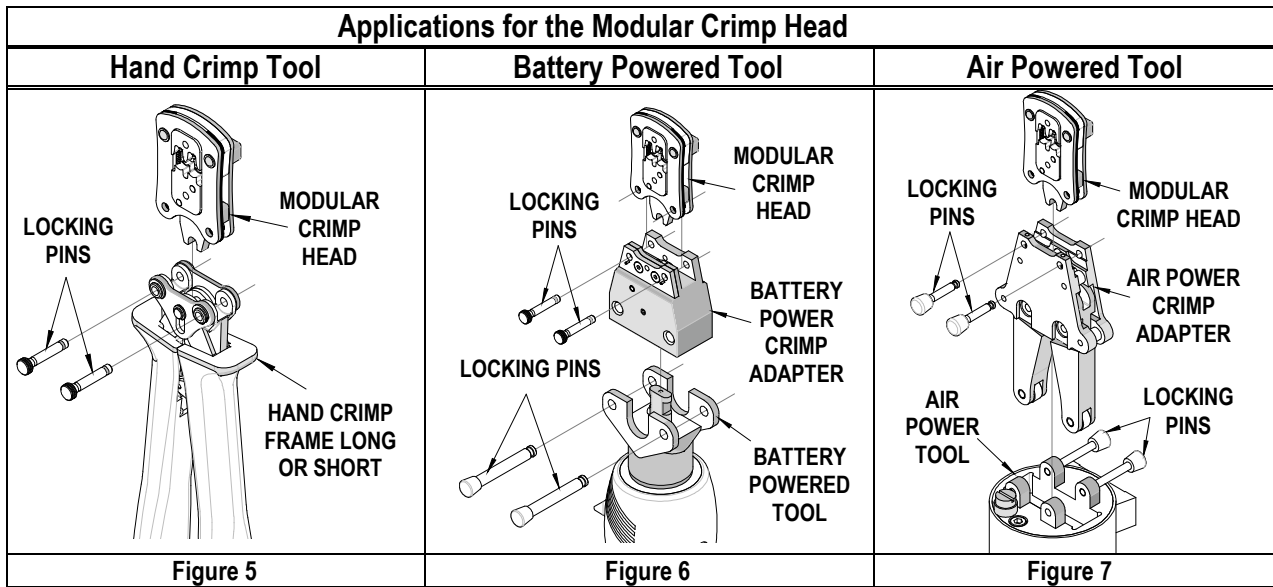 Applications for the Modular Crimp Head
Hand Crimp Tool
Battery Powered Tool
Air Powered Tool
LOCKING
PINS
MODULAR
CRIMP
HEAD
HAND CRIMP
FRAME LONG
OR SHORT
MODULAR
CRIMP
HEAD
LOCKING
PINS
BATTERY
POWER
CRIMP
ADAPTER
LOCKING PINS
BATTERY
POWERED
TOOL
LOCKING
PINS
MODULAR
CRIMP HEAD
AIR POWER
CRIMP
ADAPTER
AIR
POWER
TOOL
LOCKING
PINS
Figure 5
Figure 6
Figure 7